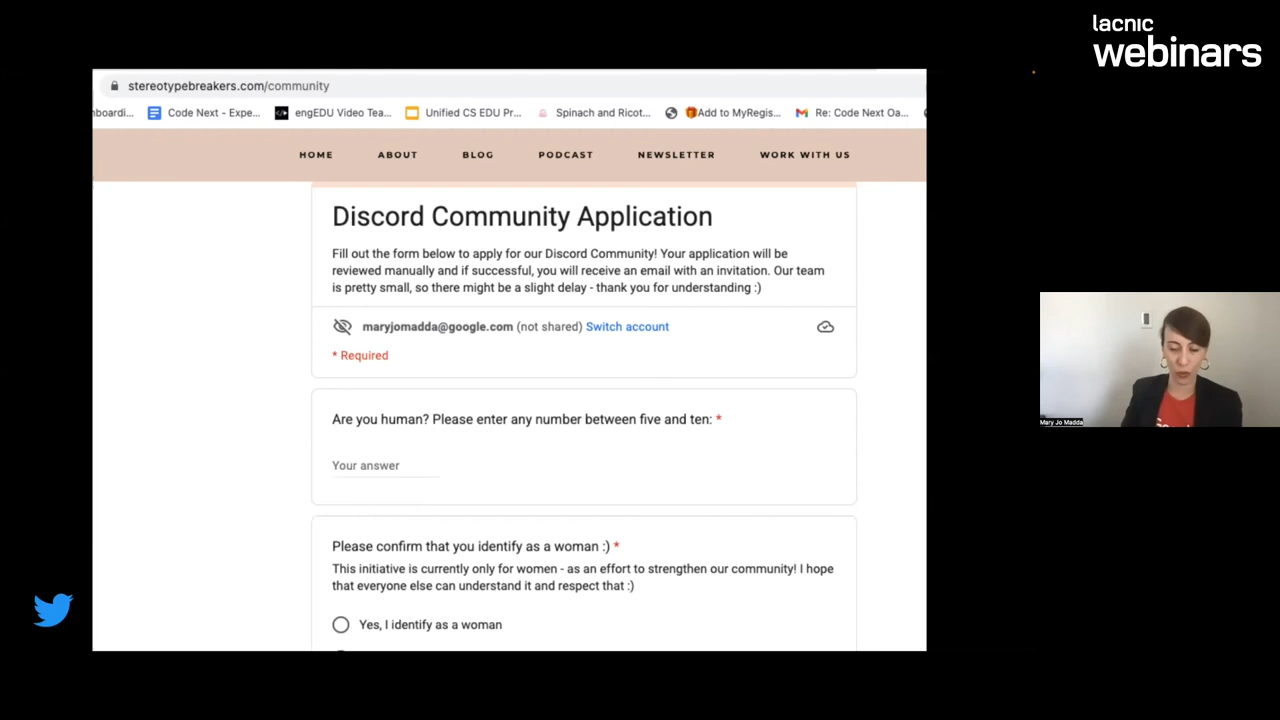 lacnic
webinars
stereotypebreakers.com/community
nboardi...
Code Next - Expe...
engEDU Video Tea...
Unified CS EDU Pr...
Spinach and Ricot...
Add to MyRegis...
Re: Code Next Oa...
HOME
ABOUT
BLOG
PODCAST
NEWSLETTER
WORK WITH US
Discord Community Application
Fill out the form below to apply for our Discord Community! Your application will be
reviewed manually and if successful, you will receive an email with an invitation. Our team
is pretty small, so there might be a slight delay - thank you for understanding :)
maryjomadda@google.com (not shared) Switch account
* Required
Are you human? Please enter any number between five and ten: *
Your answer
Please confirm that you identify as a woman :) *
This initiative is currently only for women - as an effort to strengthen our community! I hope
that everyone else can understand it and respect that :)
Yes, I identify as a woman
Mary Jo Madda